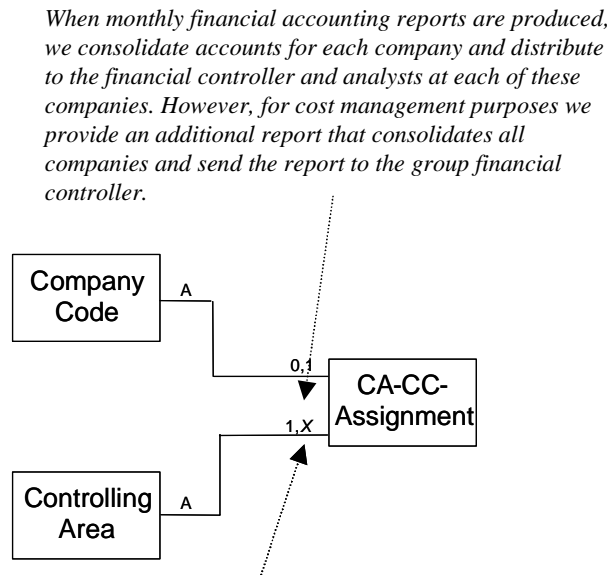 When monthly financial accounting reports are produced,
we consolidate accounts for each company and distribute
to the financial controller and analysts at each of these
companies. However, for cost management purposes we
provide an additional report that consolidates all
companies and send the report to the group financial
controller.
Company
Code
A
0,1
CA-CC-
Assignment
1,X
Controlling
Area
A